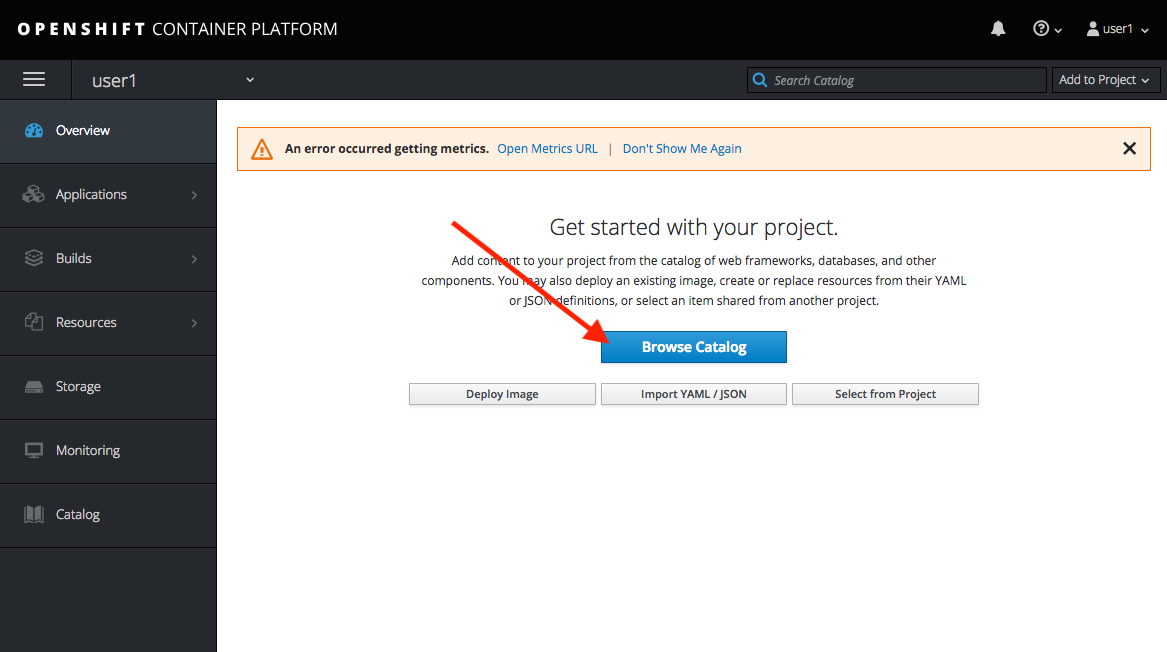 OPENSHIFT CONTAINER PLATFORM
user1
user1
Search Catalog
Add to Project
Overview
Applications
Builds
Resources
Storage
Monitoring
Catalog
An error occurred getting metrics. Open Metrics URL | Don't Show Me Again
Get started with your project.
Add content to your project from the catalog of web frameworks, databases, and other
components. You may also deploy an existing image, create or replace resources from their YAML
or JSON definitions, or select an item shared from another project.
Browse Catalog
Deploy Image
Import YAML / JSON
Select from Project